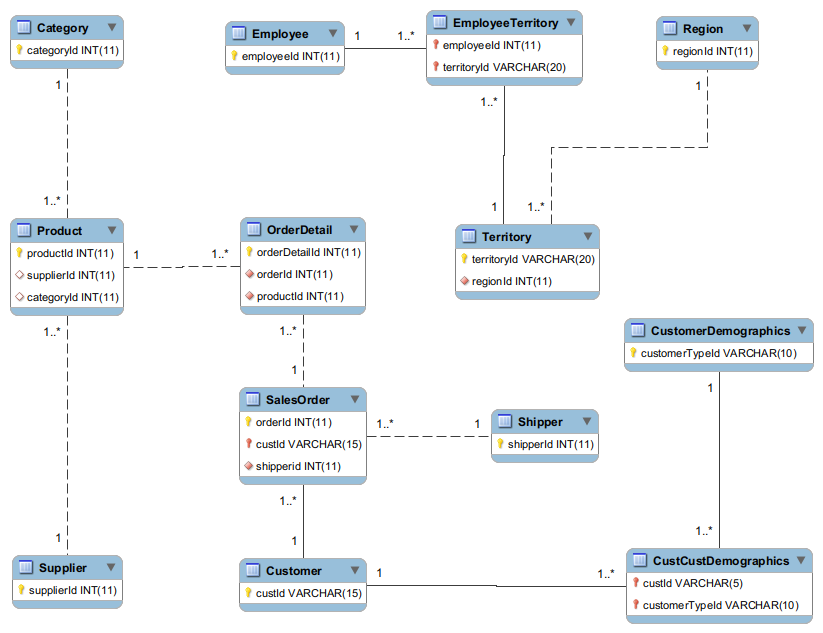 Category
categoryId INT(11)
Employee
employeeId INT(11)
1
1..*
EmployeeTerritory
employeeId INT(11)
territoryId VARCHAR(20)
Region
regionId INT(11)
1
1..*
1
1..*
1
1..*
Product
productId INT(11)
supplierId INT(11)
categoryId INT(11)
1
1..*
OrderDetail
orderDetailId INT(11)
orderId INT(11)
productId INT(11)
Territory
territoryId VARCHAR(20)
regionId INT(11)
1..*
1
1..*
1
SalesOrder
orderId INT(11)
custId VARCHAR(15)
shipperid INT(11)
1..*
1
Shipper
shipperId INT(11)
CustomerDemographics
customerTypeId VARCHAR(10)
1
1..*
1..*
1
Supplier
supplierId INT(11)
Customer
custId VARCHAR(15)
1
1..*
CustCustDemographics
custId VARCHAR(5)
customerTypeId VARCHAR(10)